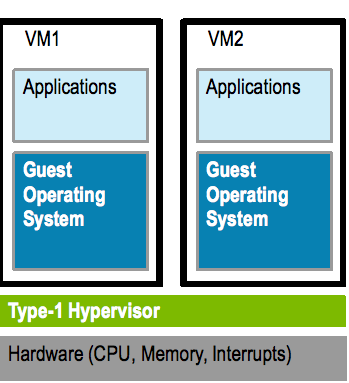 VM1
Applications
Guest
Operating
System
VM2
Applications
Guest
Operating
System
Type-1 Hypervisor
Hardware (CPU, Memory, Interrupts)